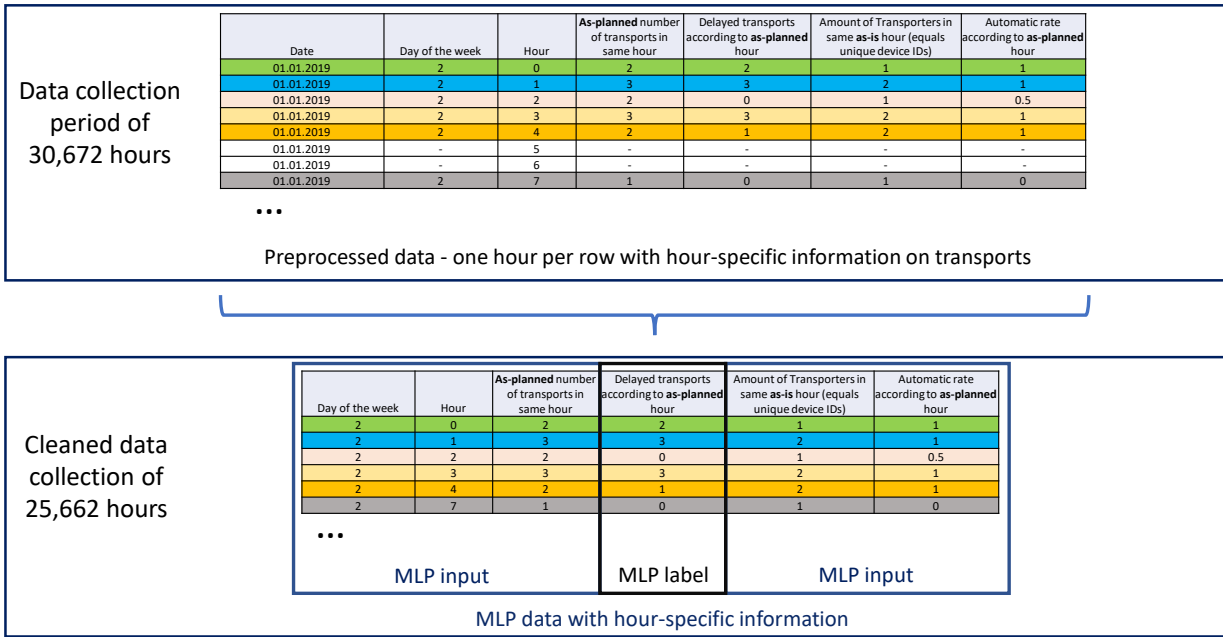 Data collection
period of
30,672 hours
Date Day of the week Hour As-planned number of transports in same hour Delayed transports according to as-planned hour Amount of Transporters in same as-is hour (equals unique device IDs) Automatic rate according to as-planned hour
01.01.2019 2 0 2 2 1 1
01.01.2019 2 1 3 3 2 1
01.01.2019 2 2 2 0 1 0.5
01.01.2019 2 3 3 3 2 1
01.01.2019 2 4 2 1 2 1
01.01.2019 - 5 - - - -
01.01.2019 - 6 - - - -
01.01.2019 2 7 1 0 1 0
...
Preprocessed data - one hour per row with hour-specific information on transports
Cleaned data
collection of
25,662 hours
Day of the week Hour As-planned number of transports in same hour Delayed transports according to as-planned hour Amount of Transporters in same as-is hour (equals unique device IDs) Automatic rate according to as-planned hour
2 0 2 2 1 1
2 1 3 3 2 1
2 2 2 0 1 0.5
2 3 3 3 2 1
2 4 2 1 2 1
2 7 1 0 1 0
...
MLP input MLP label MLP input
MLP data with hour-specific information